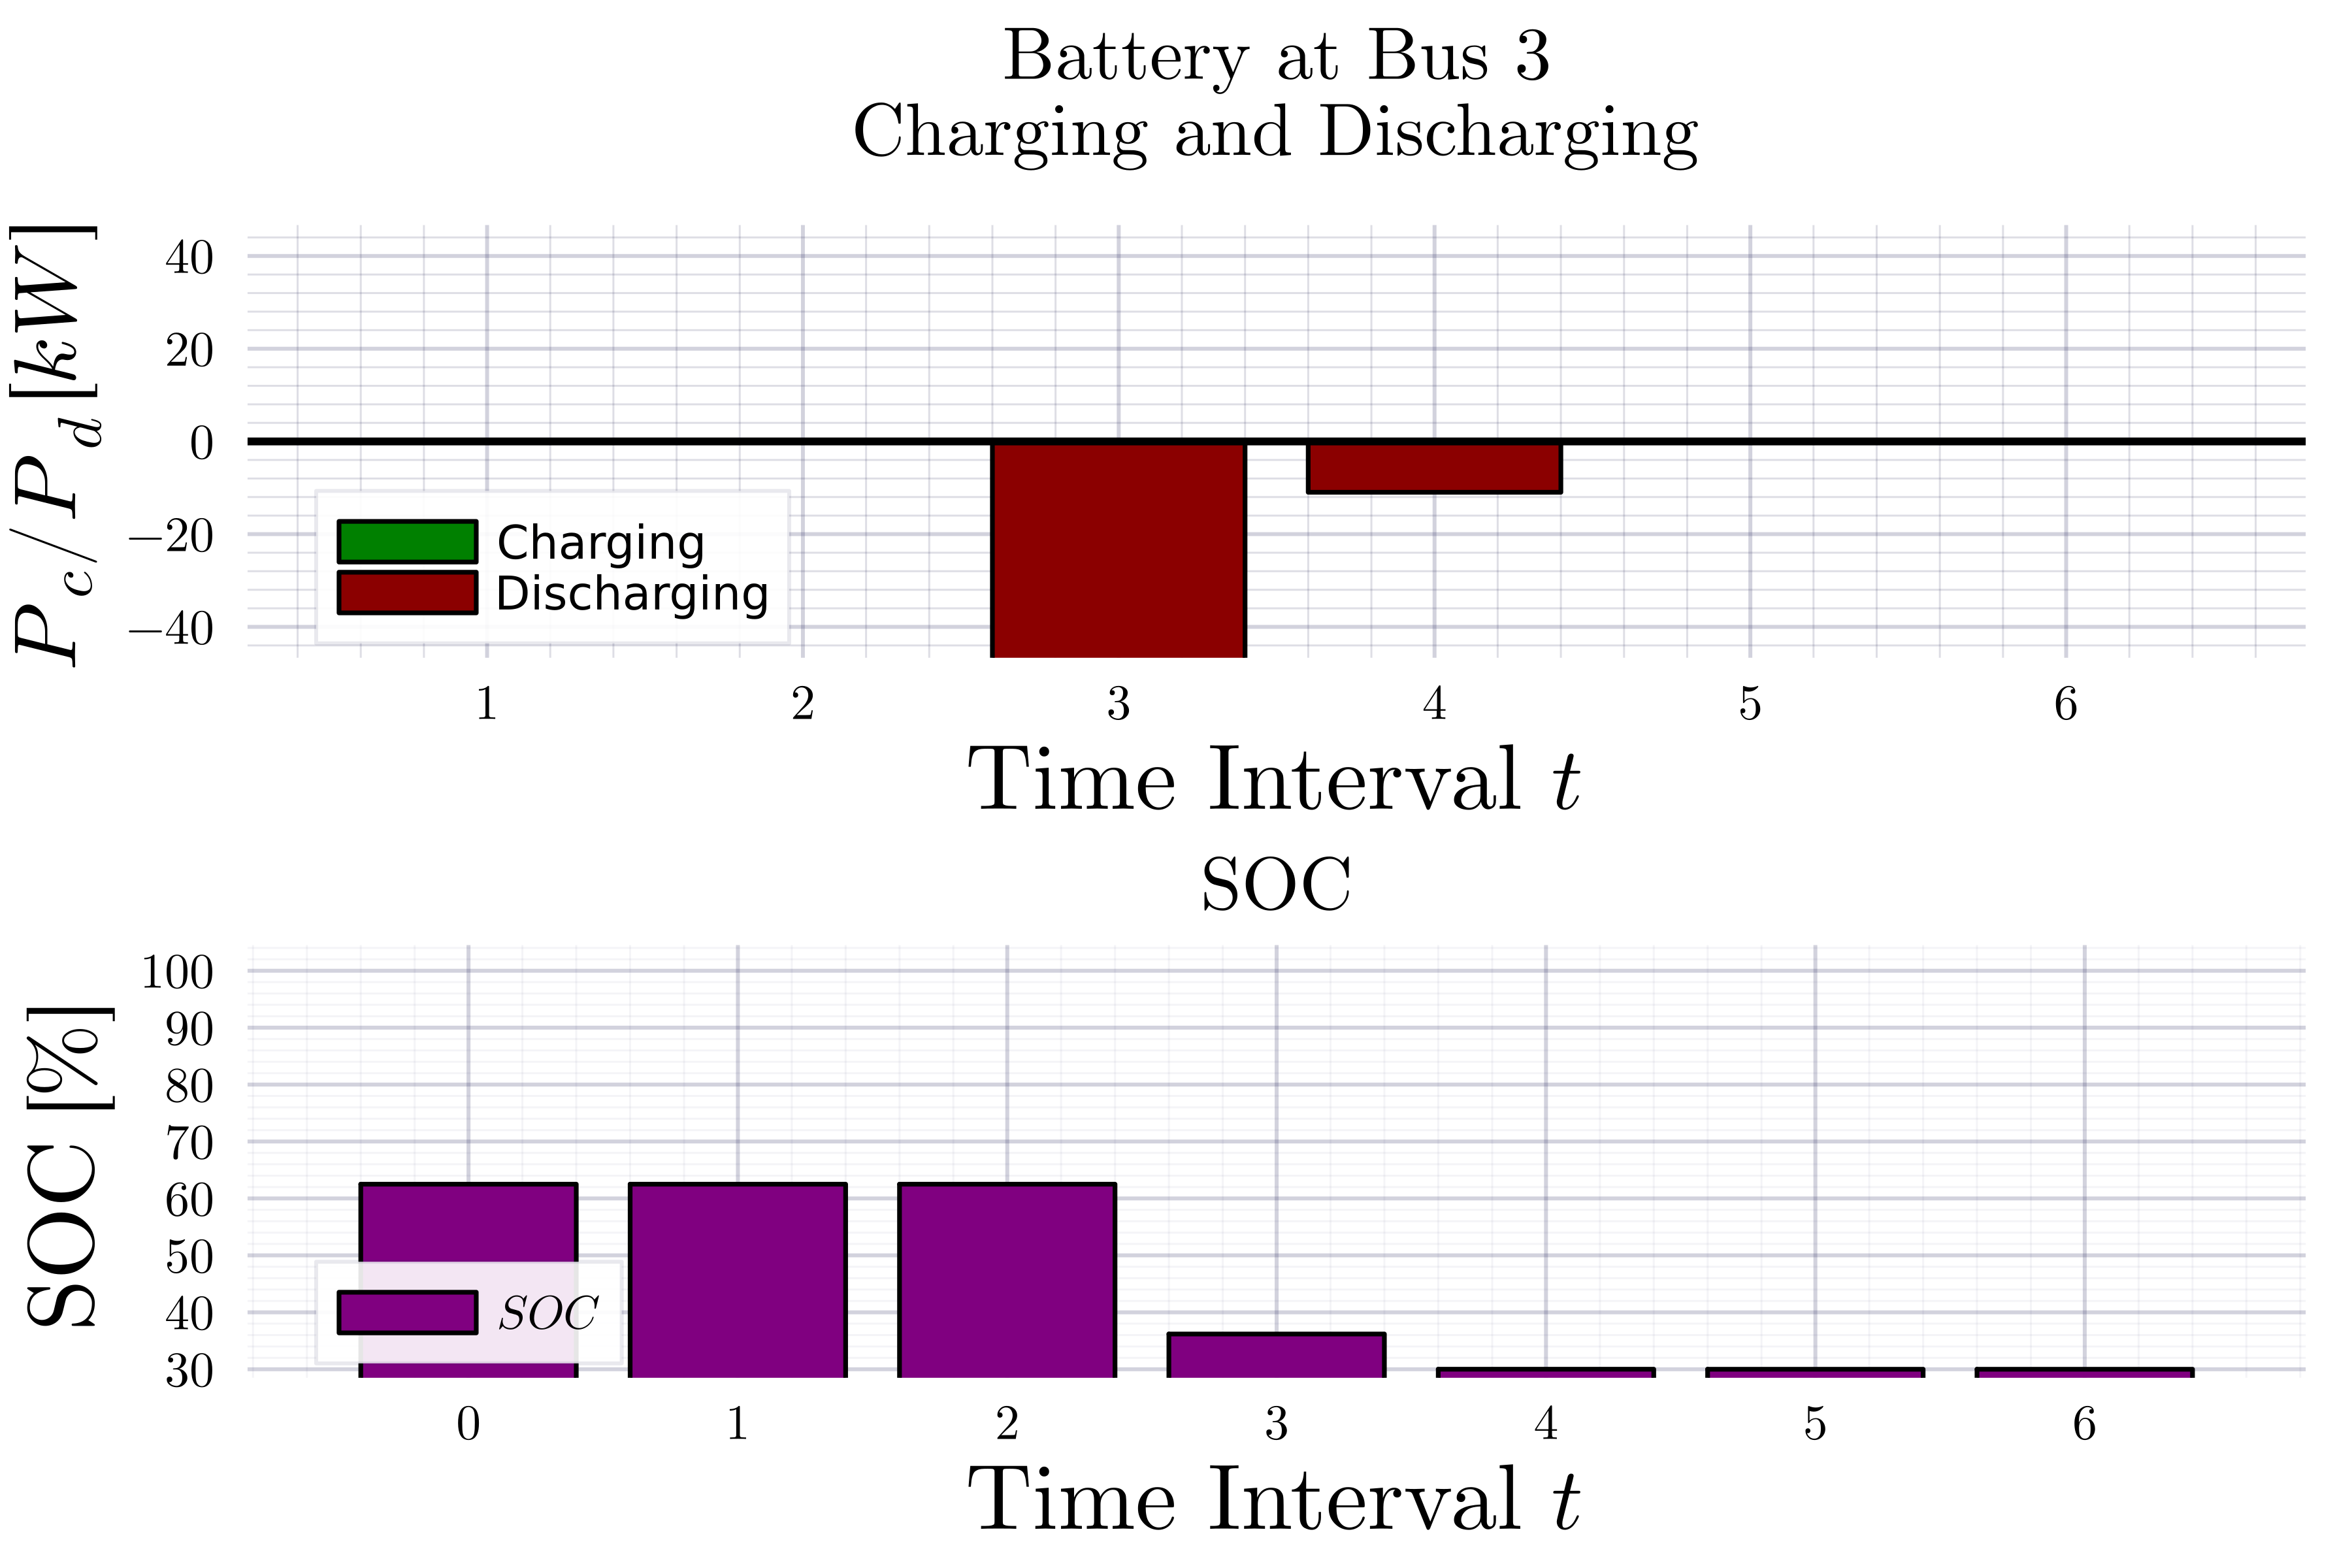 Battery at Bus 3
Charging and Discharging
P_c/P_d [kW]
40
20
0
−20
−40
Charging
Discharging
1 2 3 4 5 6
Time Interval t
SOC
SOC [%]
100
90
80
70
60
50
40
30
SOC
0 1 2 3 4 5 6
Time Interval t